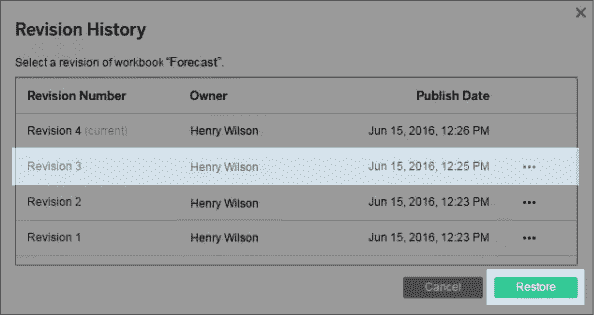 Revision History
Select a revision of workbook “Forecast”.
Revision Number Owner Publish Date
Revision 4 (current) Henry Wilson Jun 15, 2016, 12:26 PM
Revision 3 Henry Wilson Jun 15, 2016, 12:25 PM •••
Revision 2 Henry Wilson Jun 15, 2016, 12:23 PM •••
Revision 1 Henry Wilson Jun 15, 2016, 12:23 PM •••
Cancel Restore